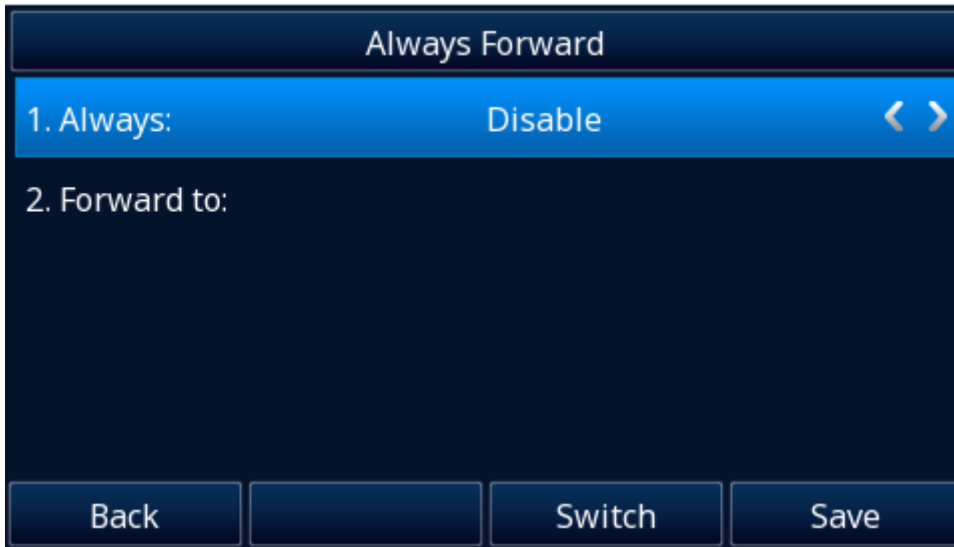 Always Forward
1. Always: Disable
2. Forward to:
Back Switch Save